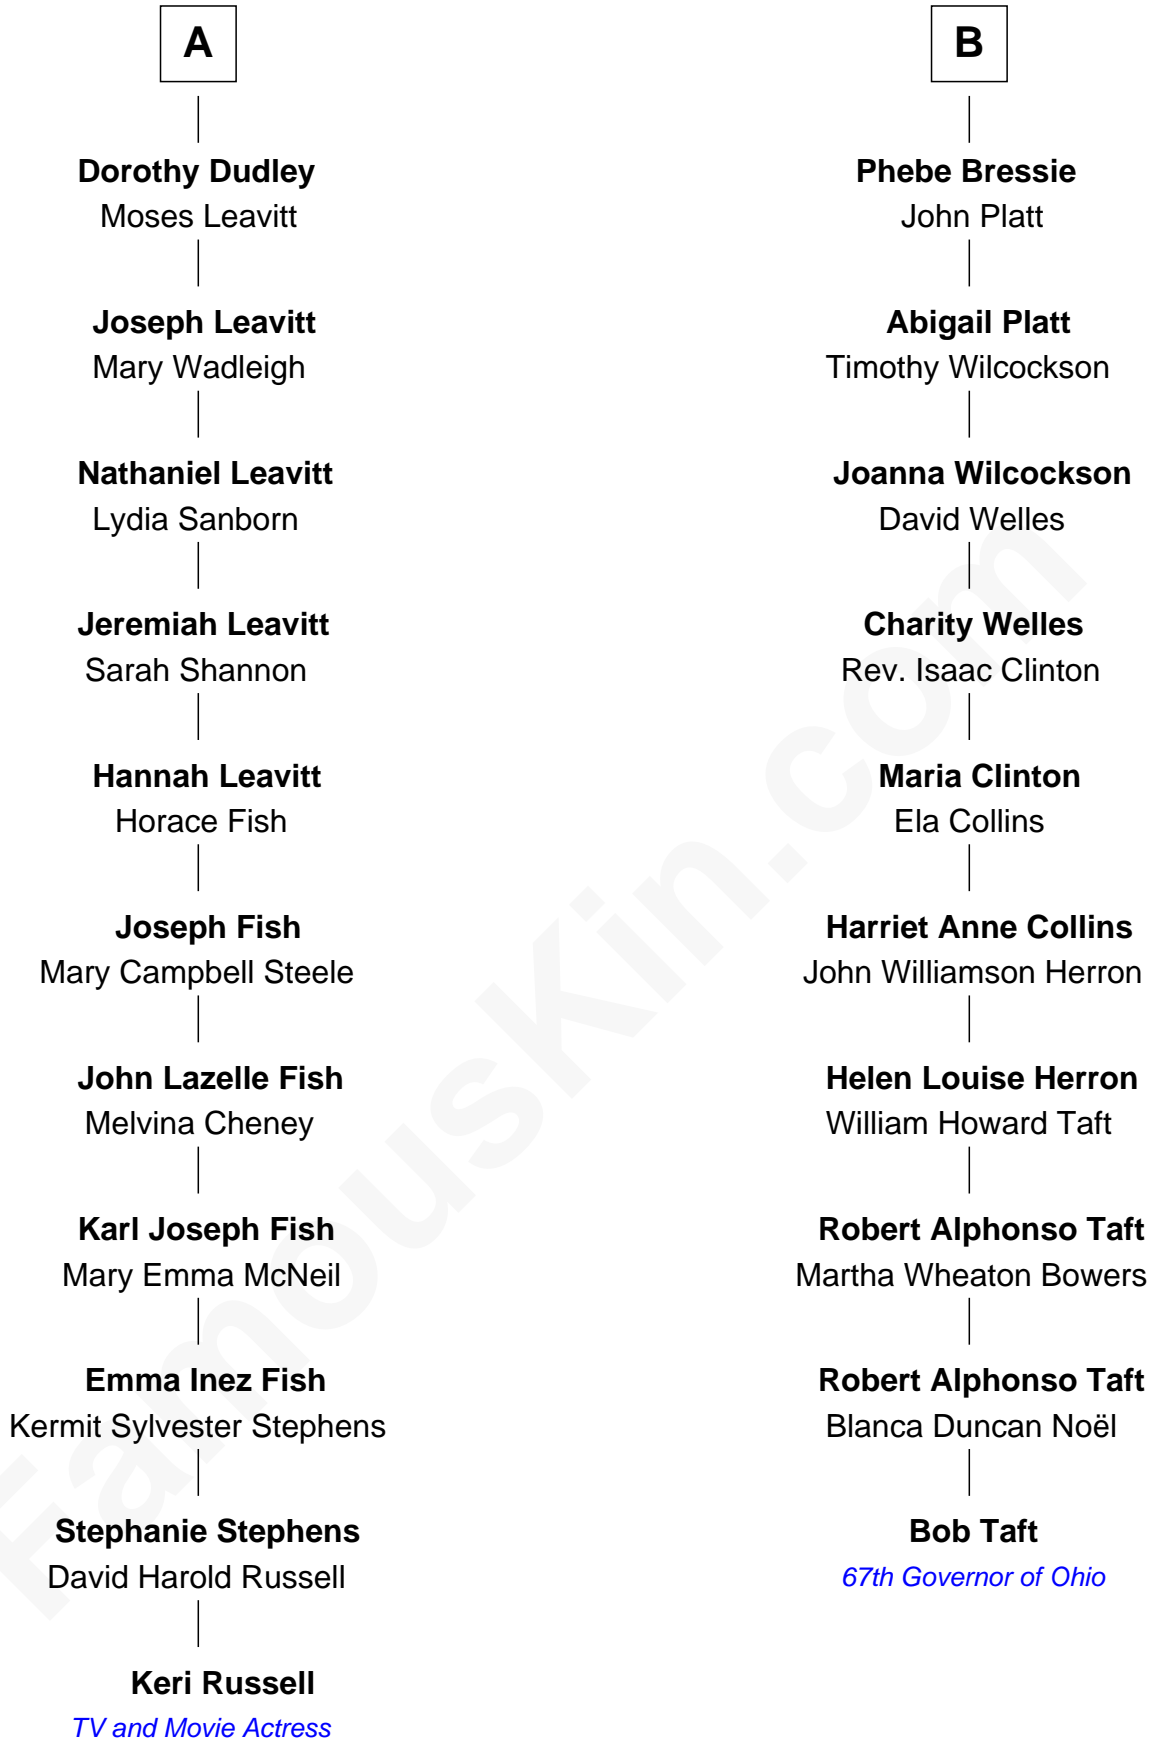 A
Dorothy Dudley
Moses Leavitt
Joseph Leavitt
Mary Wadleigh
Nathaniel Leavitt
Lydia Sanborn
Jeremiah Leavitt
Sarah Shannon
Hannah Leavitt
Horace Fish
Joseph Fish
Mary Campbell Steele
John Lazelle Fish
Melvina Cheney
Karl Joseph Fish
Mary Emma McNeil
Emma Inez Fish
Kermit Sylvester Stephens
Stephanie Stephens
David Harold Russell
Keri Russell
TV and Movie Actress
B
Phebe Bressie
John Platt
Abigail Platt
Timothy Wilcockson
Joanna Wilcockson
David Welles
Charity Welles
Rev. Isaac Clinton
Maria Clinton
Ela Collins
Harriet Anne Collins
John Williamson Herron
Helen Louise Herron
William Howard Taft
Robert Alphonso Taft
Martha Wheaton Bowers
Robert Alphonso Taft
Blanca Duncan Noël
Bob Taft
67th Governor of Ohio
FamousKin.com